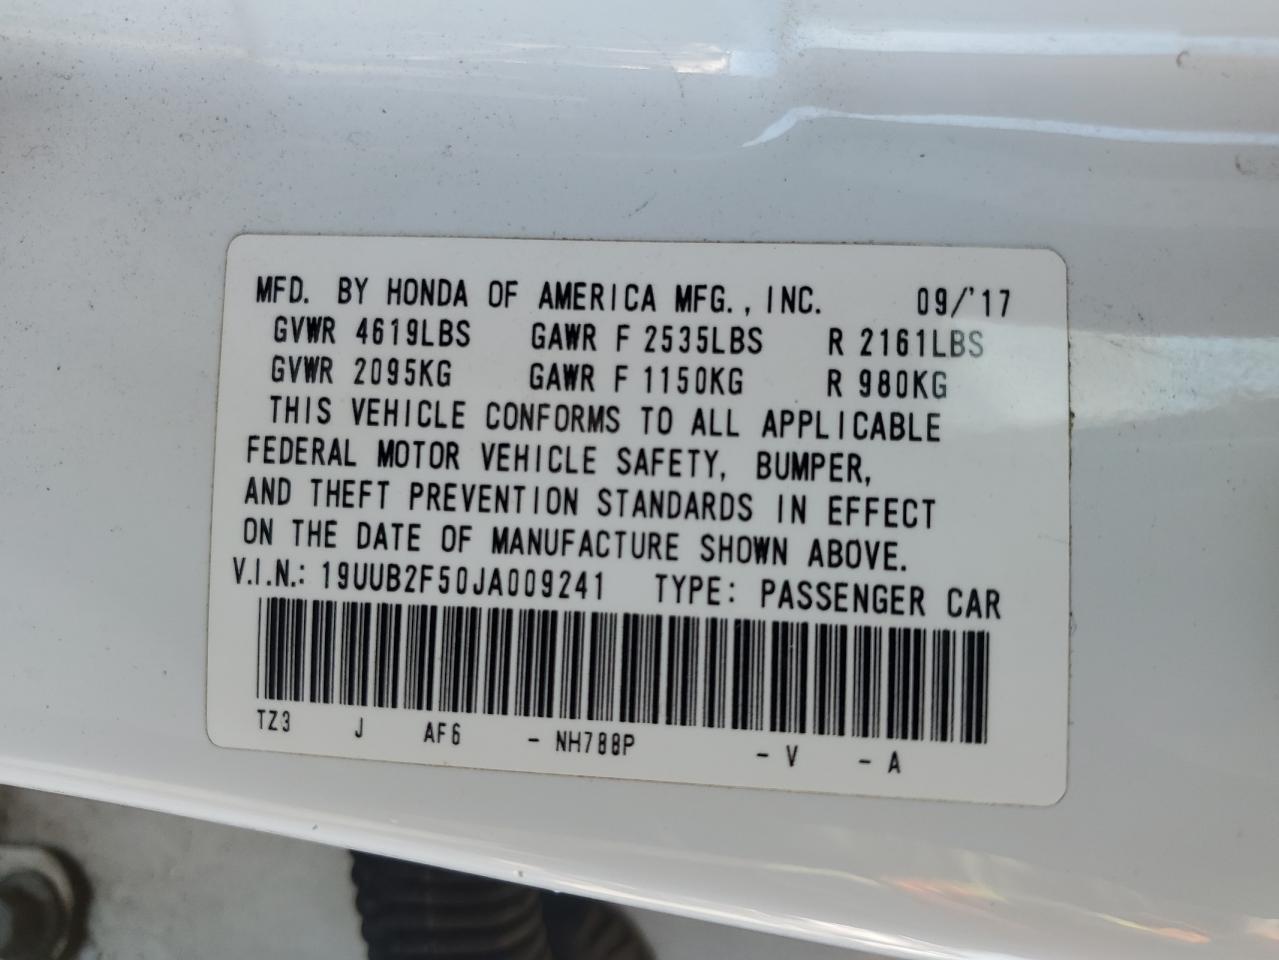 MFD. BY HONDA OF AMERICA MFG., INC. 09/'17
GVWR 4619LBS GAWR F 2535LBS R 2161LBS
GVWR 2095KG GAWR F 1150KG R 980KG
THIS VEHICLE CONFORMS TO ALL APPLICABLE
FEDERAL MOTOR VEHICLE SAFETY, BUMPER,
AND THEFT PREVENTION STANDARDS IN EFFECT
ON THE DATE OF MANUFACTURE SHOWN ABOVE.
V.I.N.: 19UUB2F50JA009241 TYPE: PASSENGER CAR
TZ3 J AF6 - NH788P - V - A